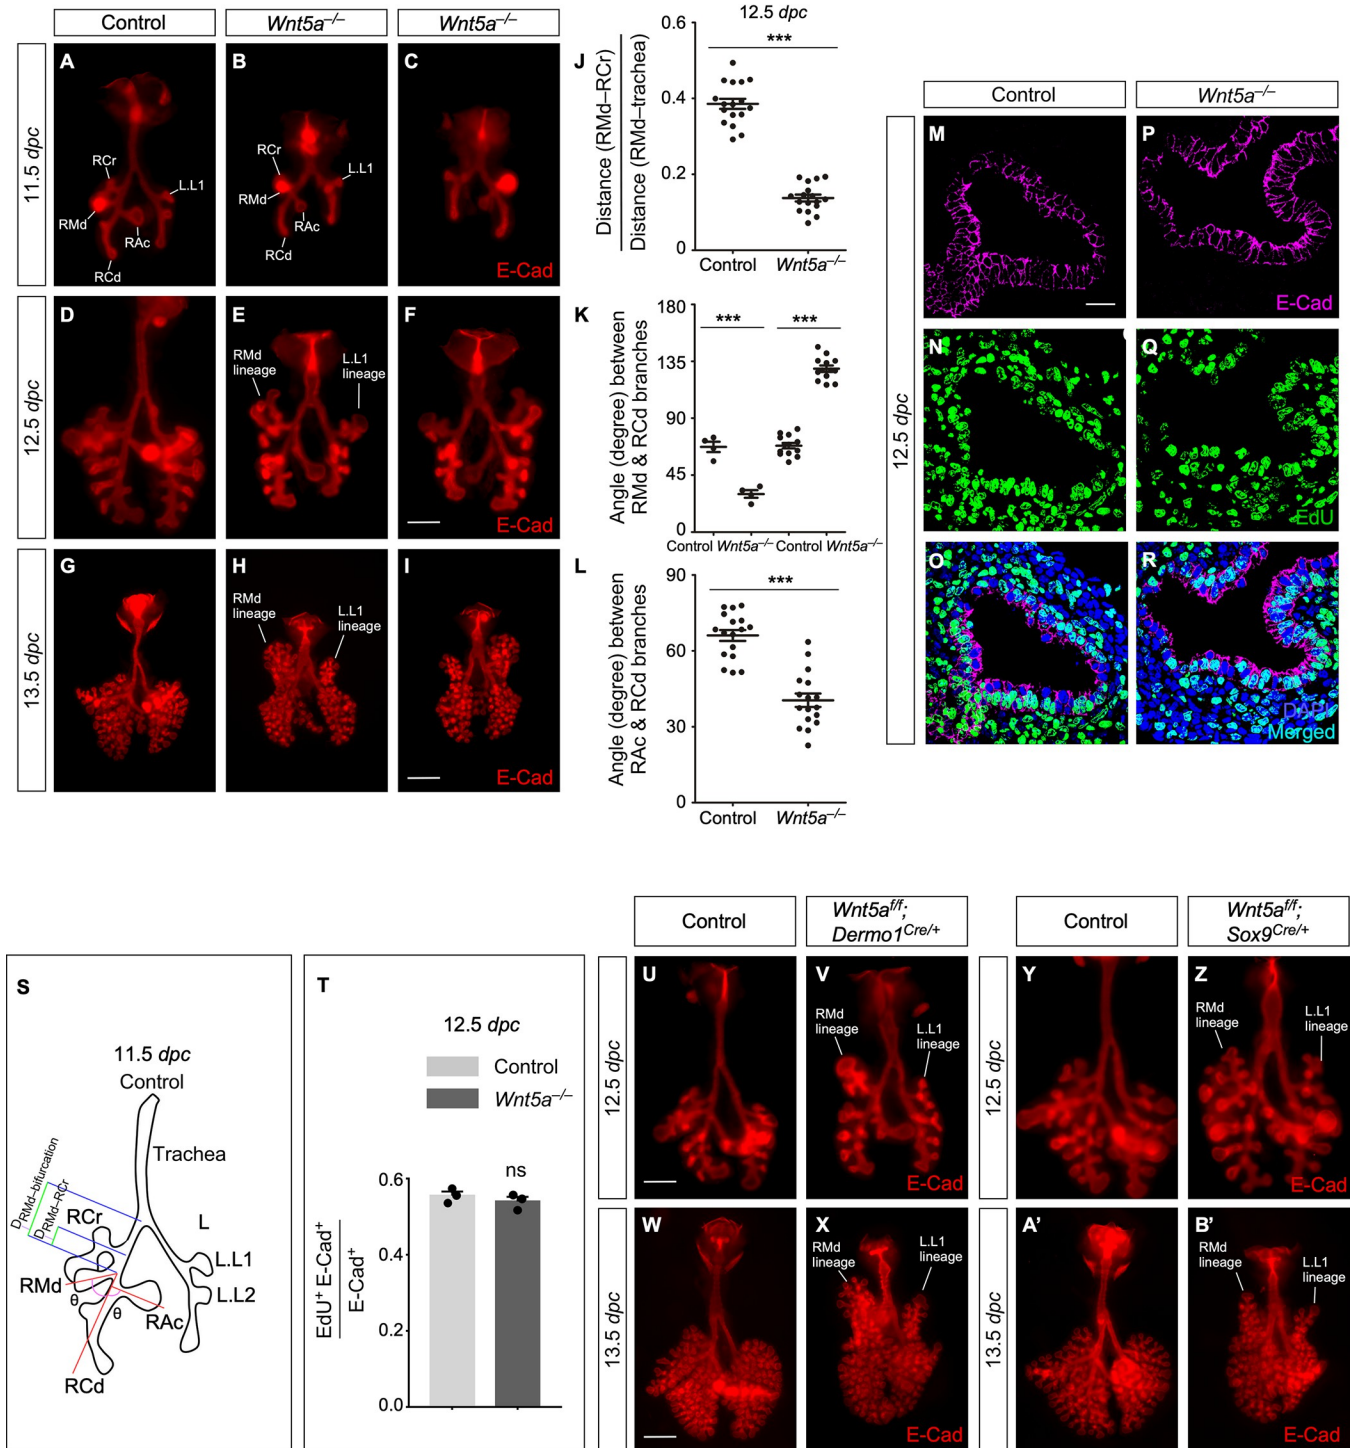 Control
Wnt5a–/–
Wnt5a–/–
11.5 dpc
A
RCr
RMd
RAc
RCd
L.L1
B
RCr
RMd
RAc
RCd
L.L1
C
E-Cad
12.5 dpc
D
E
RMd
lineage
L.L1
lineage
F
E-Cad
13.5 dpc
G
H
RMd
lineage
L.L1
lineage
I
E-Cad
J
12.5 dpc
Distance (RMd–RCr)
Distance (RMd–trachea)
0.6
0.4
0.2
0
***
Control
Wnt5a–/–
K
Angle (degree) between
RMd & RCd branches
180
135
90
45
0
***
***
Control Wnt5a–/– Control Wnt5a–/–
L
Angle (degree) between
RAc & RCd branches
90
60
30
0
***
Control
Wnt5a–/–
Control
Wnt5a–/–
12.5 dpc
M
P
E-Cad
N
Q
EdU
O
R
DAPI
Merged
S
11.5 dpc
Control
Trachea
DRMd–bifurcation
DRMd–RCr
RCr
L
L.L1
L.L2
RMd
θ
θ
RAc
RCd
T
12.5 dpc
Control
Wnt5a–/–
EdU+ E-Cad+
E-Cad+
0.6
0.4
0.2
0.0
ns
Control
Wnt5af/f;
Dermo1Cre/+
12.5 dpc
U
V
RMd
lineage
L.L1
lineage
E-Cad
13.5 dpc
W
X
RMd
lineage
L.L1
lineage
E-Cad
Control
Wnt5af/f;
Sox9Cre/+
12.5 dpc
Y
Z
RMd
lineage
L.L1
lineage
E-Cad
13.5 dpc
A'
B'
RMd
lineage
L.L1
lineage
E-Cad